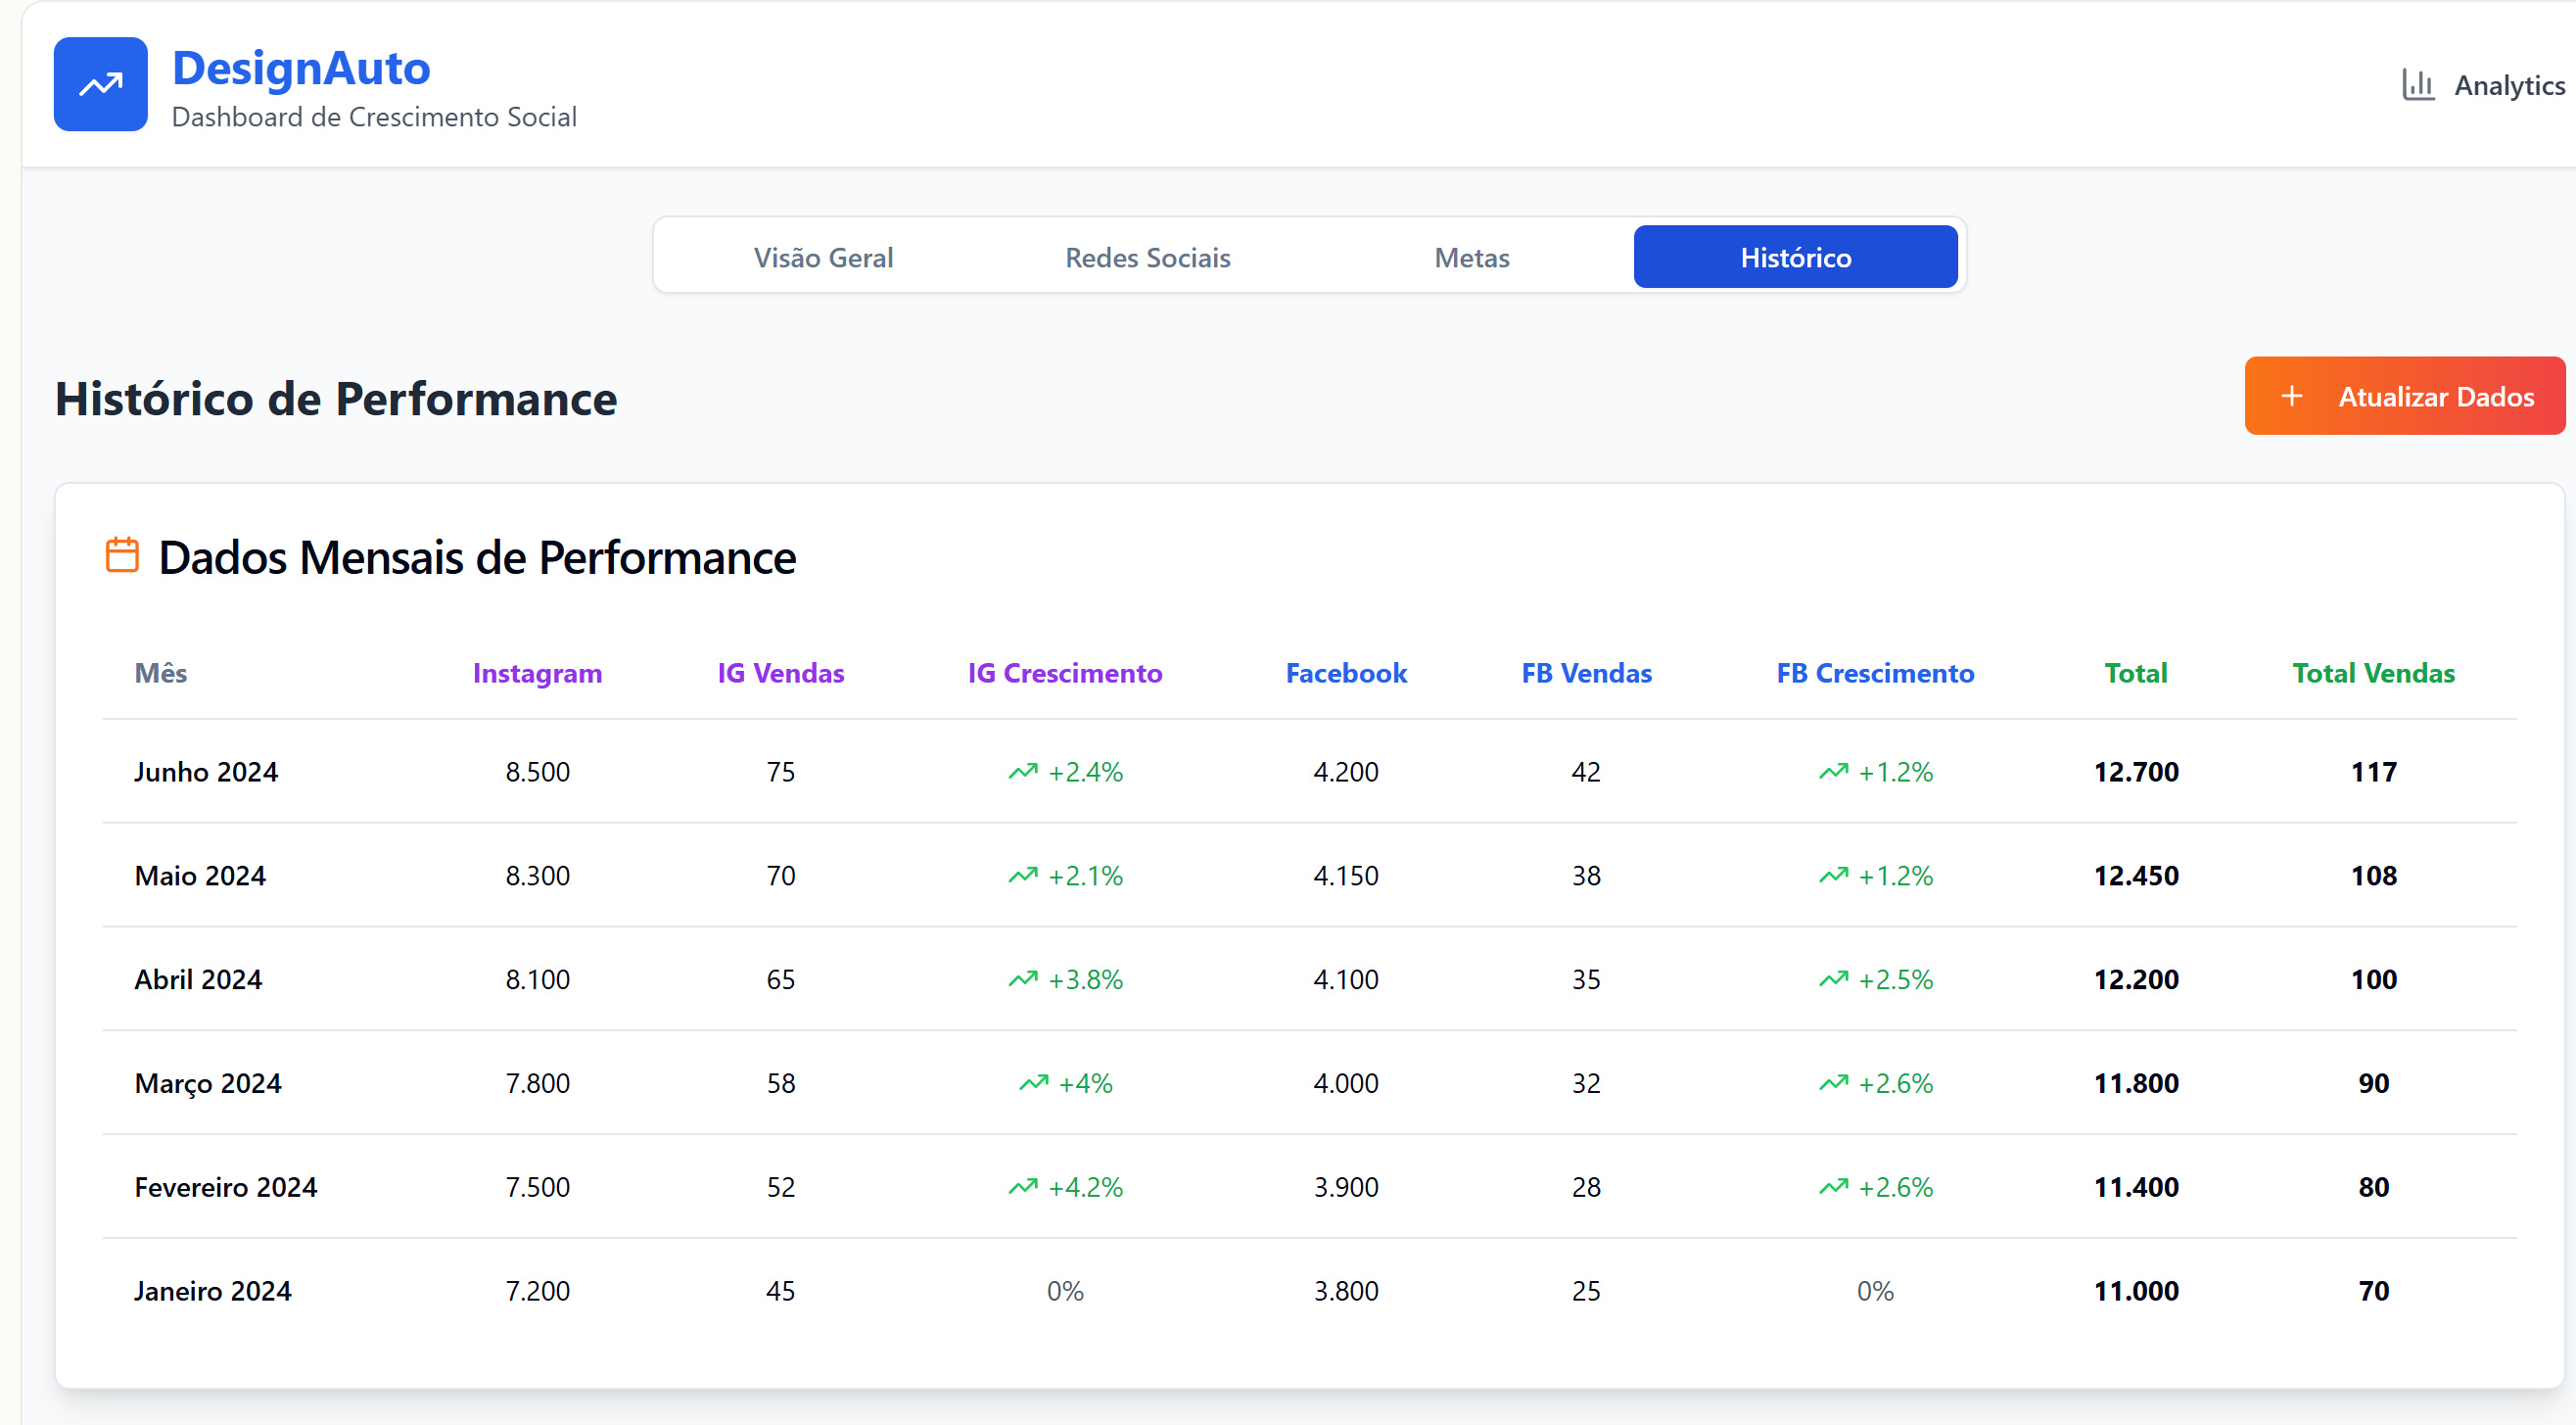 DesignAuto
Dashboard de Crescimento Social
Analytics
Visão Geral Redes Sociais Metas Histórico
Histórico de Performance
+ Atualizar Dados
Dados Mensais de Performance
Mês Instagram IG Vendas IG Crescimento Facebook FB Vendas FB Crescimento Total Total Vendas
Junho 2024 8.500 75 +2.4% 4.200 42 +1.2% 12.700 117
Maio 2024 8.300 70 +2.1% 4.150 38 +1.2% 12.450 108
Abril 2024 8.100 65 +3.8% 4.100 35 +2.5% 12.200 100
Março 2024 7.800 58 +4% 4.000 32 +2.6% 11.800 90
Fevereiro 2024 7.500 52 +4.2% 3.900 28 +2.6% 11.400 80
Janeiro 2024 7.200 45 0% 3.800 25 0% 11.000 70